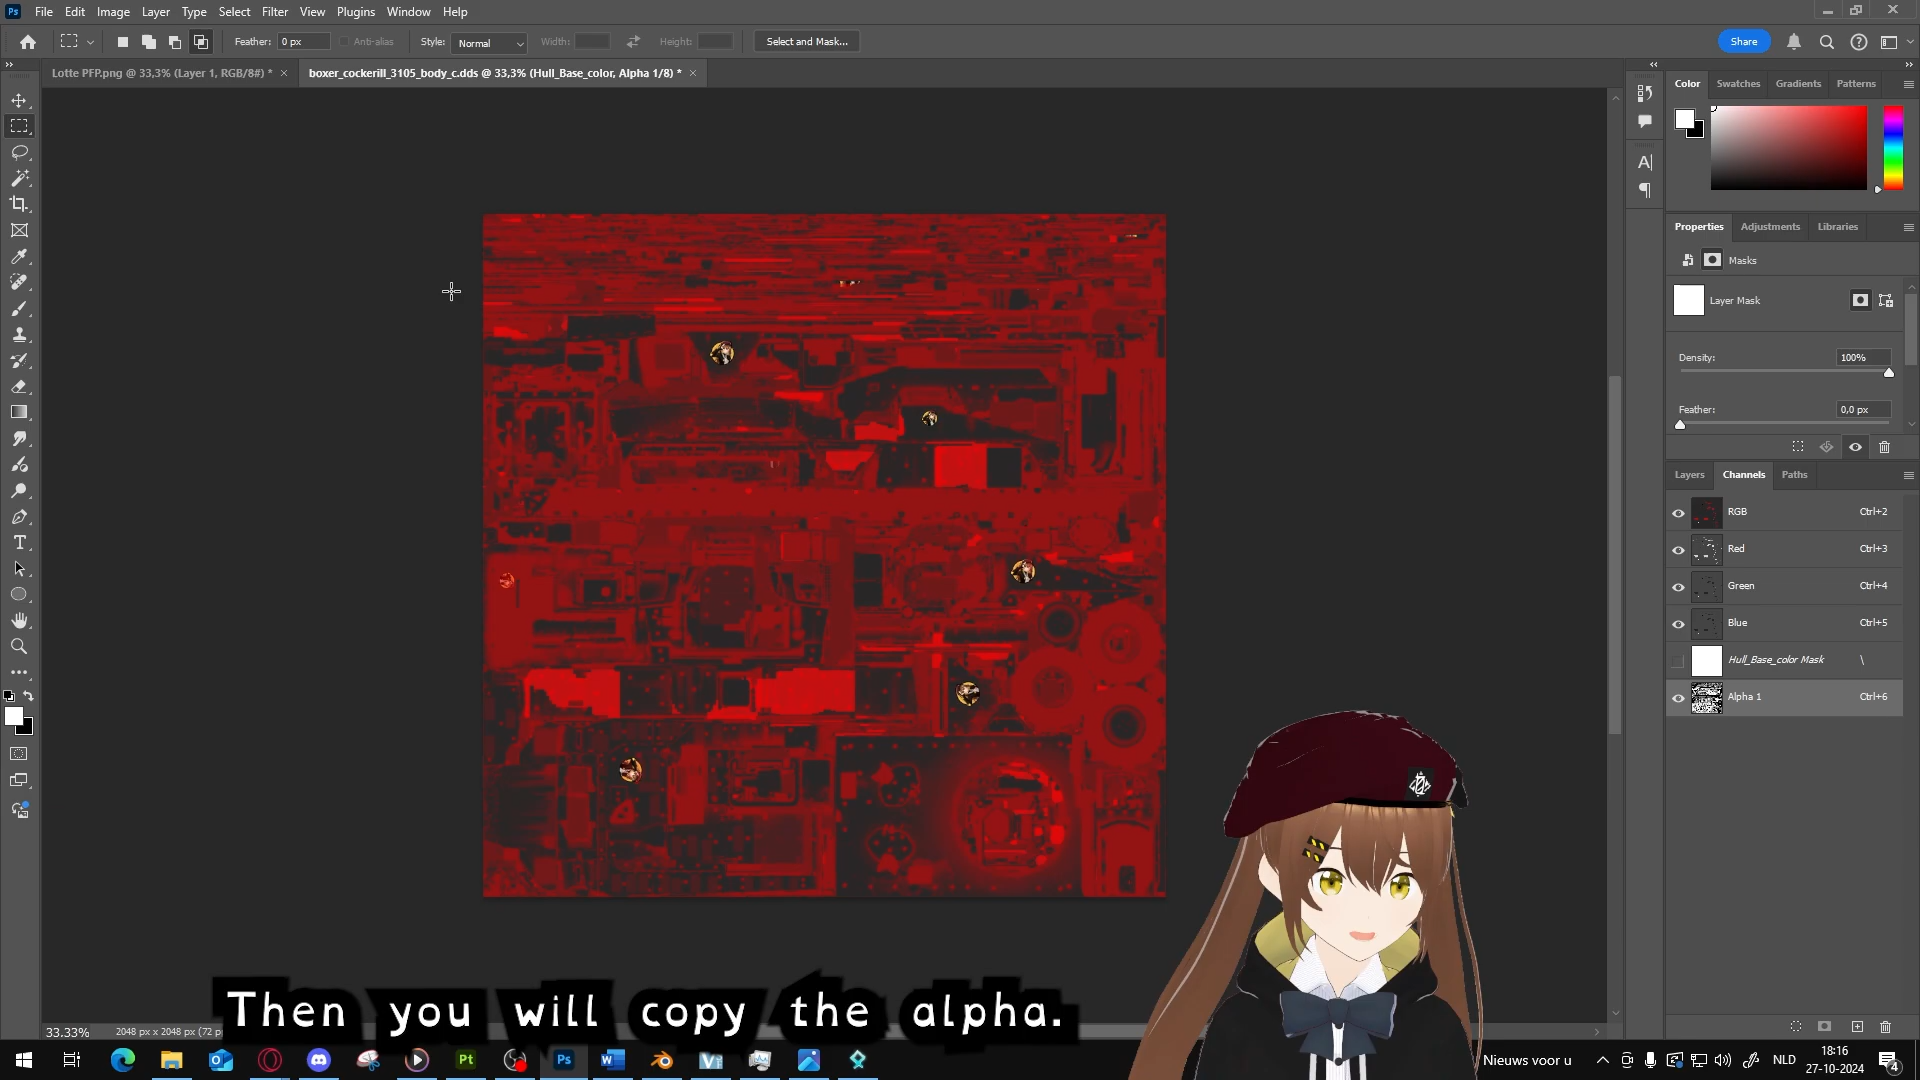 Ps File Edit Image Layer Type Select Filter View Plugins Window Help
Feather: 0 px Anti-alias Style: Normal Width: Height: Select and Mask... Share
Lotte PFP.png @ 33,3% (Layer 1, RGB/8#) * × boxer_cockerill_3105_body_c.dds @ 33,3% (Hull_Base_color, Alpha 1/8) * ×
Color Swatches Gradients Patterns
Properties Adjustments Libraries
Masks
Layer Mask
Density: 100%
Feather: 0,0 px
Layers Channels Paths
RGB Ctrl+2
Red Ctrl+3
Green Ctrl+4
Blue Ctrl+5
Hull_Base_color Mask \
Alpha 1 Ctrl+6
Then you will copy the alpha.
33.33% 2048 px x 2048 px (72 p
Pt Ps W Nieuws voor u NLD 18:16
27-10-2024 4